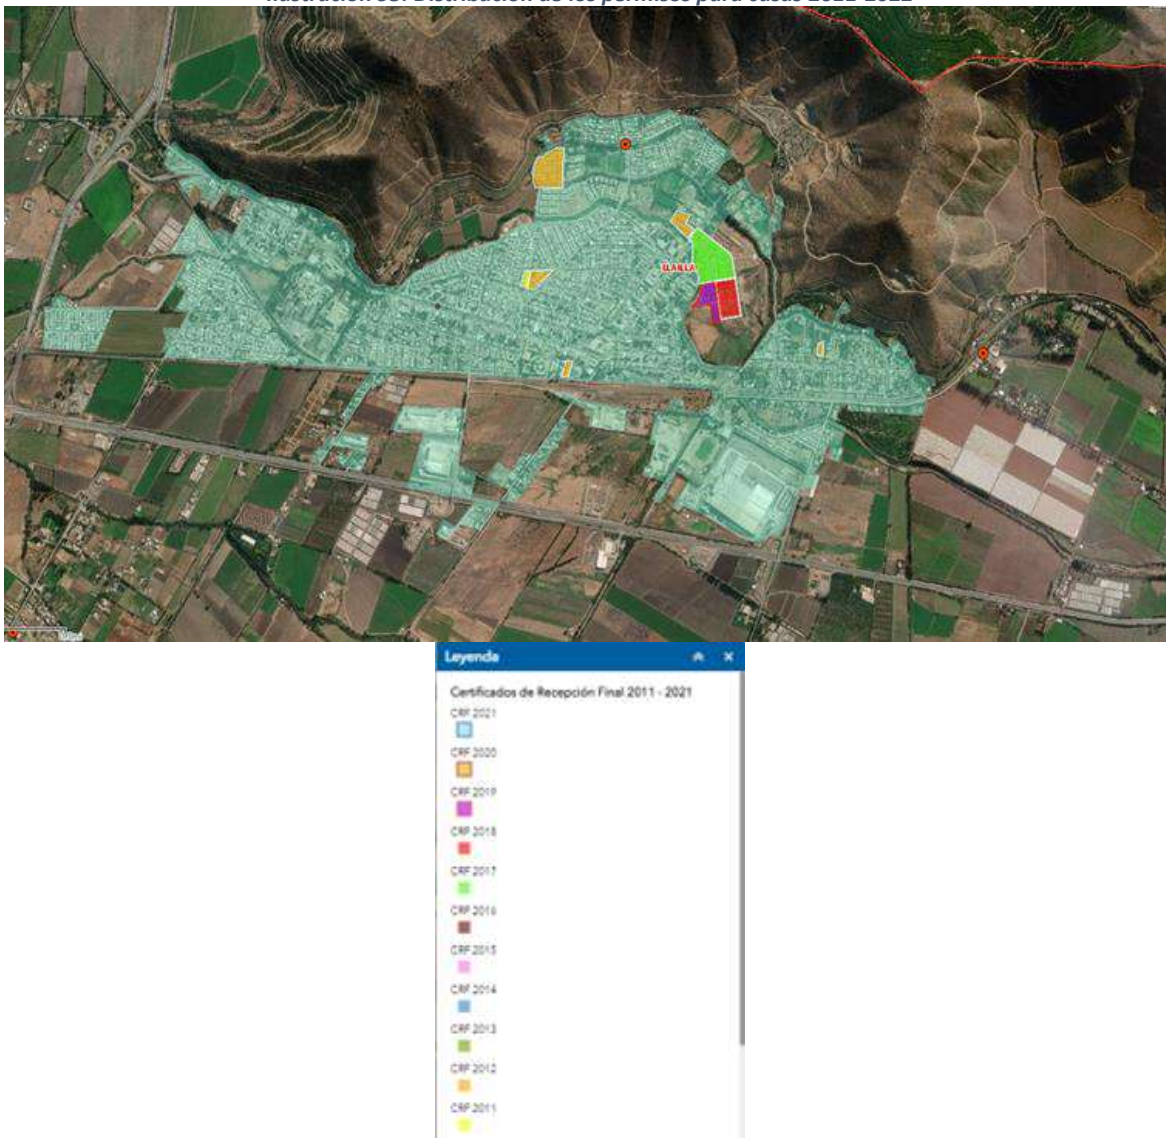 Leyenda
Certificados de Recepción Final 2011 - 2021
CRF 2021
CRF 2020
CRF 2019
CRF 2018
CRF 2017
CRF 2016
CRF 2015
CRF 2014
CRF 2013
CRF 2012
CRF 2011